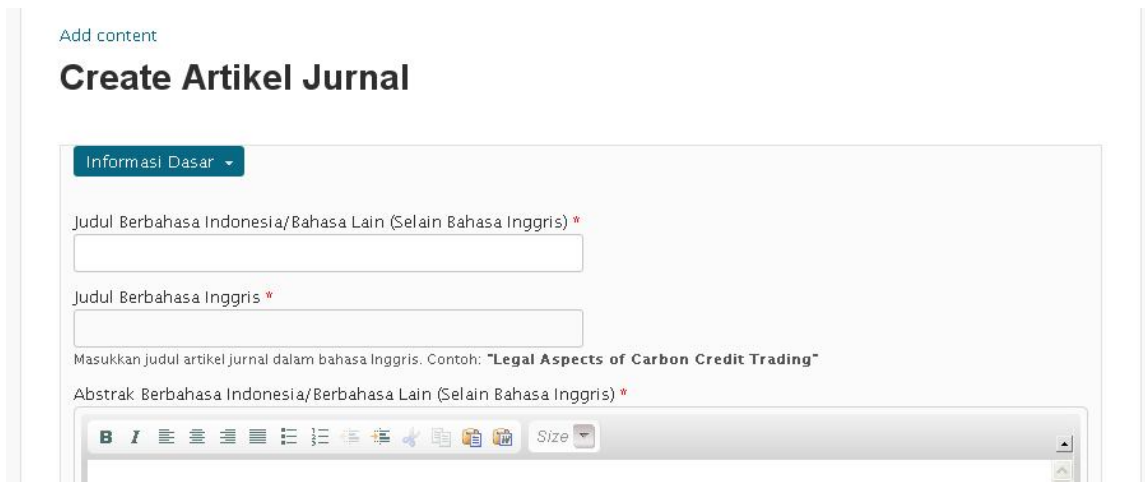 Add content
Create Artikel Jurnal
Informasi Dasar
Judul Berbahasa Indonesia/Bahasa Lain (Selain Bahasa Inggris) *
Judul Berbahasa Inggris *
Masukkan judul artikel jurnal dalam bahasa Inggris. Contoh: "Legal Aspects of Carbon Credit Trading"
Abstrak Berbahasa Indonesia/Berbahasa Lain (Selain Bahasa Inggris) *
B I Size